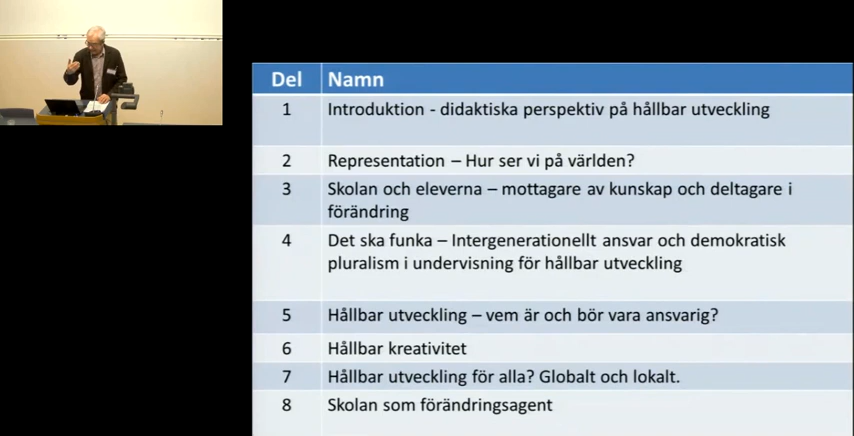 Del Namn
1 Introduktion - didaktiska perspektiv på hållbar utveckling
2 Representation – Hur ser vi på världen?
3 Skolan och eleverna – mottagare av kunskap och deltagare i
förändring
4 Det ska funka – Intergenerationellt ansvar och demokratisk
pluralism i undervisning för hållbar utveckling
5 Hållbar utveckling – vem är och bör vara ansvarig?
6 Hållbar kreativitet
7 Hållbar utveckling för alla? Globalt och lokalt.
8 Skolan som förändringsagent